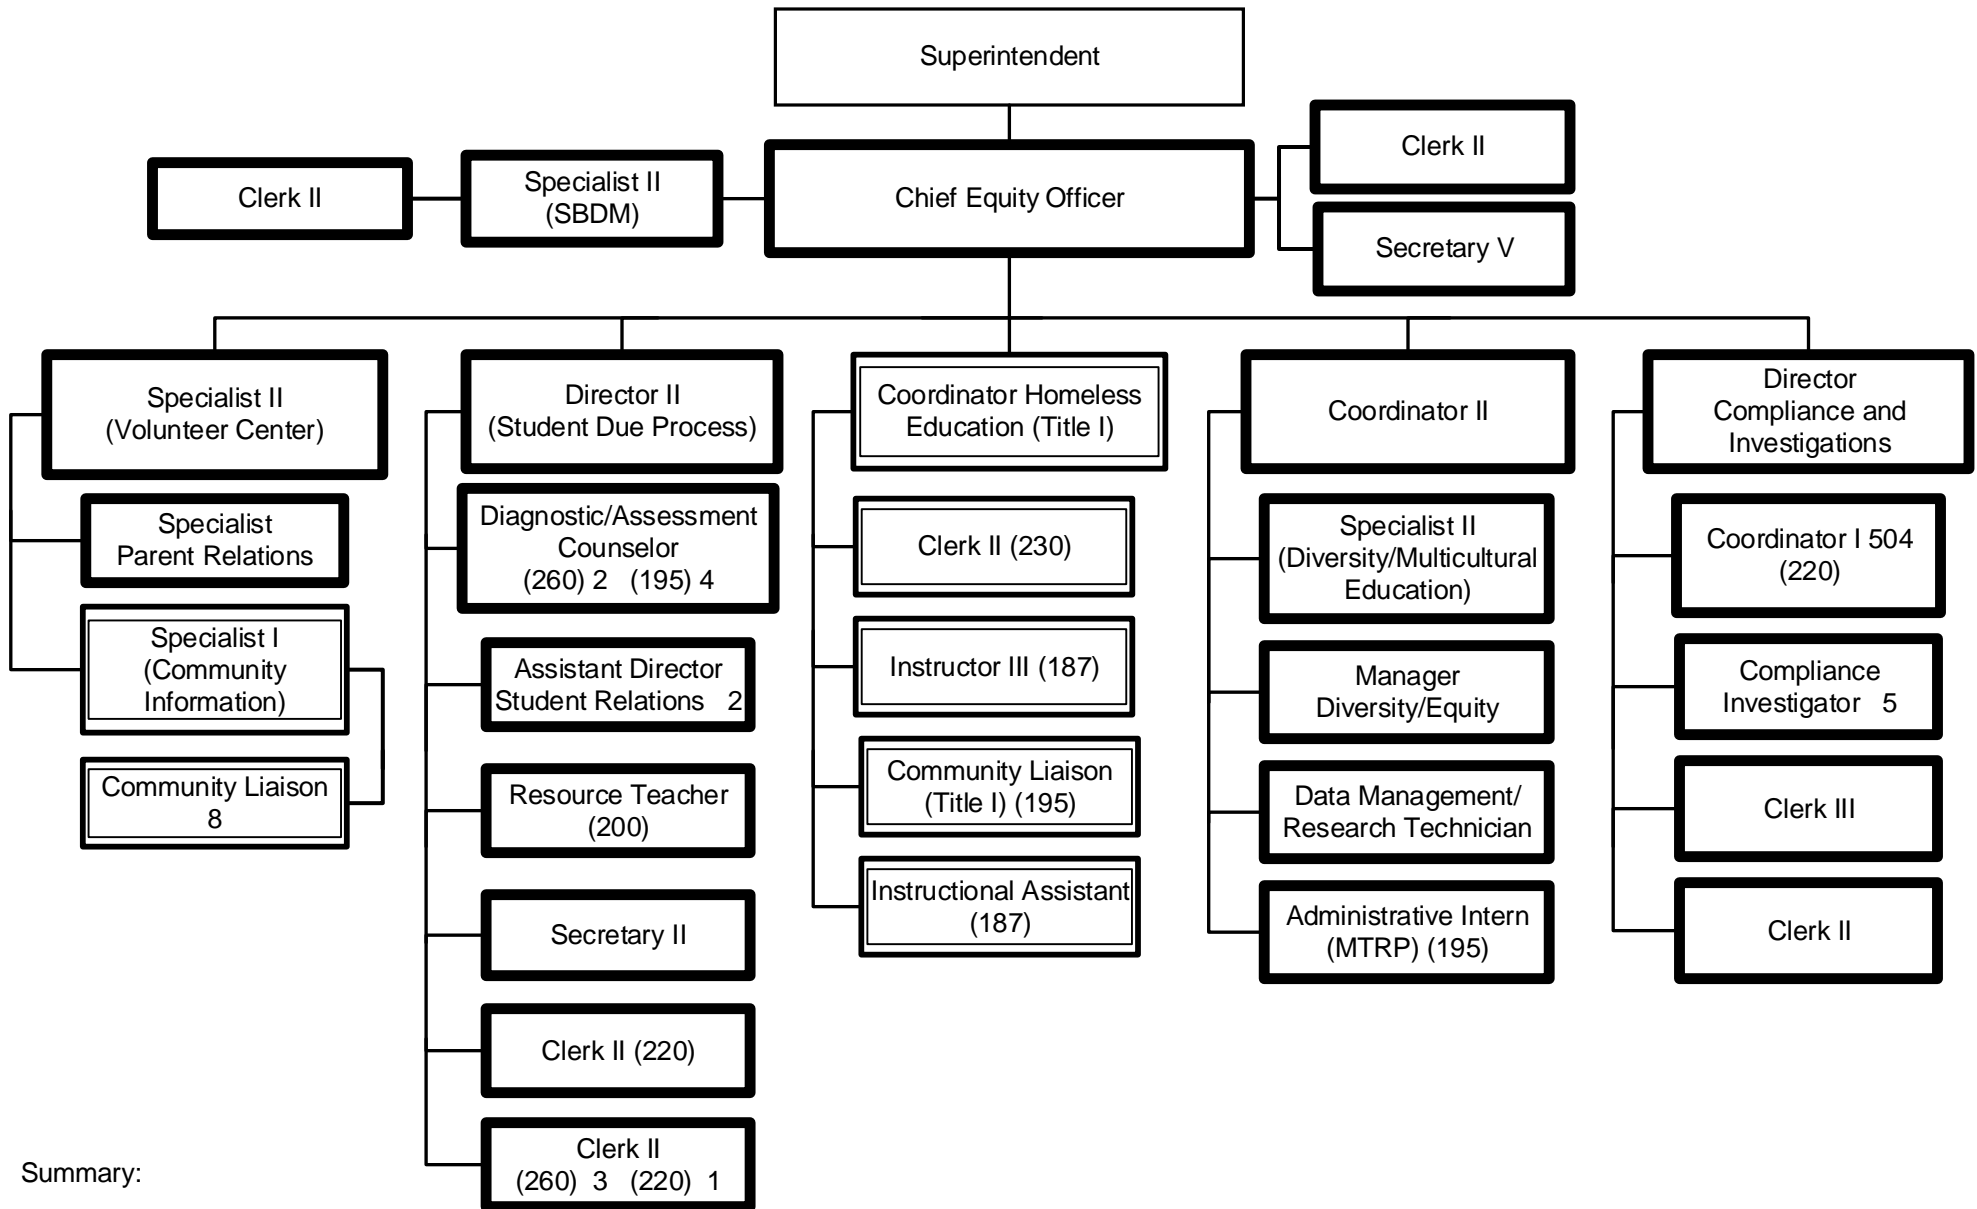 Superintendent
Clerk II
Specialist II
(SBDM)
Chief Equity Officer
Clerk II
Secretary V
Specialist II
(Volunteer Center)
Specialist
Parent Relations
Specialist I
(Community
Information)
Community Liaison
8
Director II
(Student Due Process)
Diagnostic/Assessment
Counselor
(260) 2 (195) 4
Assistant Director
Student Relations 2
Resource Teacher
(200)
Secretary II
Clerk II (220)
Clerk II
(260) 3 (220) 1
Coordinator Homeless
Education (Title I)
Clerk II (230)
Instructor III (187)
Community Liaison
(Title I) (195)
Instructional Assistant
(187)
Coordinator II
Specialist II
(Diversity/Multicultural
Education)
Manager
Diversity/Equity
Data Management/
Research Technician
Administrative Intern
(MTRP) (195)
Director
Compliance and
Investigations
Coordinator I 504
(220)
Compliance
Investigator 5
Clerk III
Clerk II
Summary: